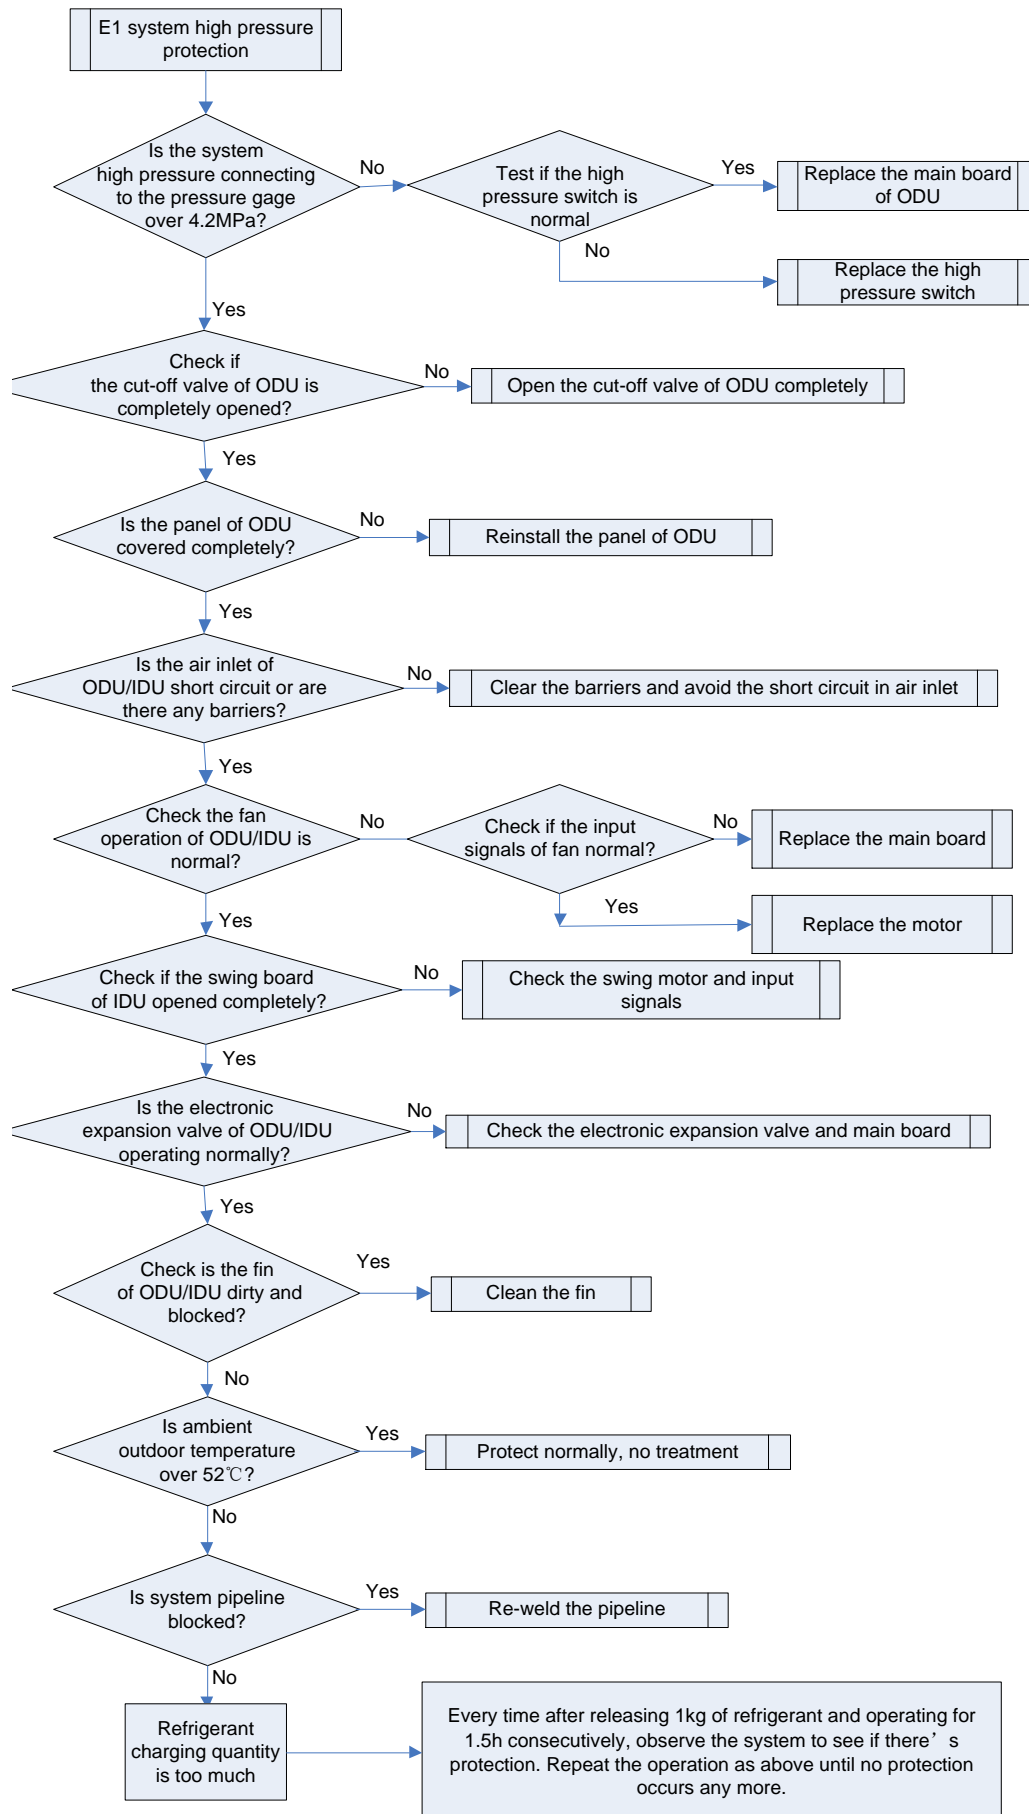 E1 system high pressure
protection
Is the system
high pressure connecting
to the pressure gage
over 4.2MPa?
No
Test if the high
pressure switch is
normal
Yes
Replace the main board
of ODU
No
Replace the high
pressure switch
Yes
Check if
the cut-off valve of ODU is
completely opened?
No
Open the cut-off valve of ODU completely
Yes
Is the panel of ODU
covered completely?
No
Reinstall the panel of ODU
Yes
Is the air inlet of
ODU/IDU short circuit or are
there any barriers?
No
Clear the barriers and avoid the short circuit in air inlet
Yes
Check the fan
operation of ODU/IDU is
normal?
No
Check if the input
signals of fan normal?
No
Replace the main board
Yes
Replace the motor
Yes
Check if the swing board
of IDU opened completely?
No
Check the swing motor and input
signals
Yes
Is the electronic
expansion valve of ODU/IDU
operating normally?
No
Check the electronic expansion valve and main board
Yes
Check is the fin
of ODU/IDU dirty and
blocked?
Yes
Clean the fin
No
Is ambient
outdoor temperature
over 52℃?
Yes
Protect normally, no treatment
No
Is system pipeline
blocked?
Yes
Re-weld the pipeline
No
Refrigerant
charging quantity
is too much
Every time after releasing 1kg of refrigerant and operating for
1.5h consecutively, observe the system to see if there’s
protection. Repeat the operation as above until no protection
occurs any more.